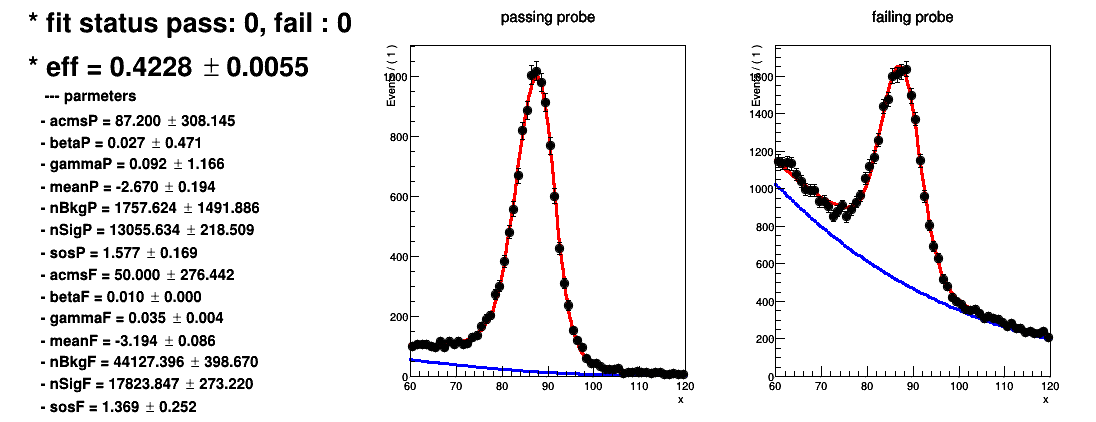 * fit status pass: 0, fail : 0
* eff = 0.4228 ± 0.0055
--- parmeters
- acmsP = 87.200 ± 308.145
- betaP = 0.027 ± 0.471
- gammaP = 0.092 ± 1.166
- meanP = -2.670 ± 0.194
- nBkgP = 1757.624 ± 1491.886
- nSigP = 13055.634 ± 218.509
- sosP = 1.577 ± 0.169
- acmsF = 50.000 ± 276.442
- betaF = 0.010 ± 0.000
- gammaF = 0.035 ± 0.004
- meanF = -3.194 ± 0.086
- nBkgF = 44127.396 ± 398.670
- nSigF = 17823.847 ± 273.220
- sosF = 1.369 ± 0.252
passing probe
Events / ( 1 )
1000
800
600
400
200
0
60 70 80 90 100 110 120
x
failing probe
Events / ( 1 )
1600
1400
1200
1000
800
600
400
200
0
60 70 80 90 100 110 120
x